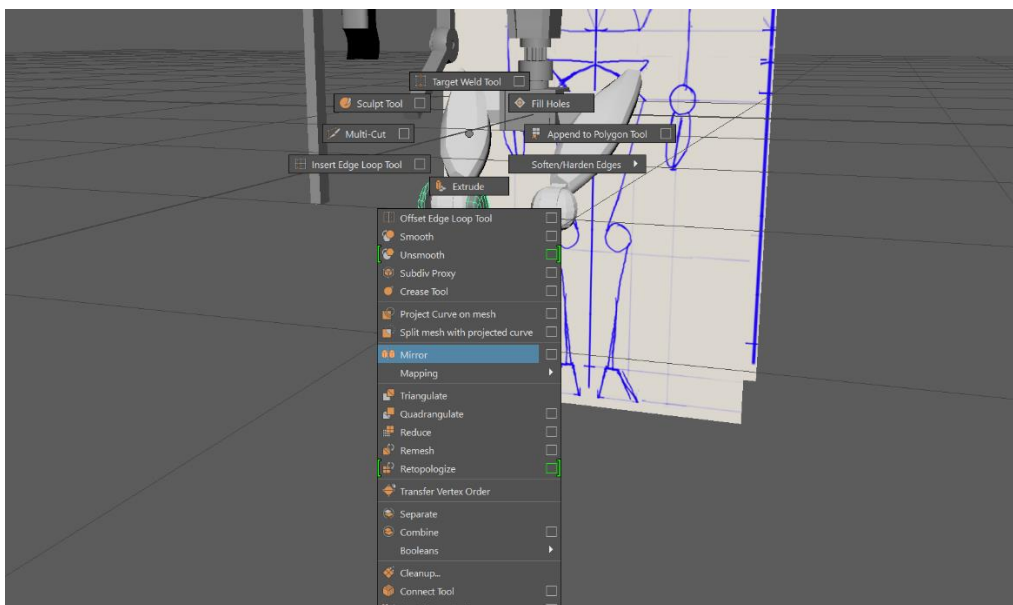 Target Weld Tool
Sculpt Tool
Fill Holes
Multi-Cut
Append to Polygon Tool
Insert Edge Loop Tool
Soften/Harden Edges
Extrude
Offset Edge Loop Tool
Smooth
Unsmooth
Subdiv Proxy
Crease Tool
Project Curve on mesh
Split mesh with projected curve
Mirror
Mapping
Triangulate
Quadrangulate
Reduce
Remesh
Retopologize
Transfer Vertex Order
Separate
Combine
Booleans
Cleanup...
Connect Tool